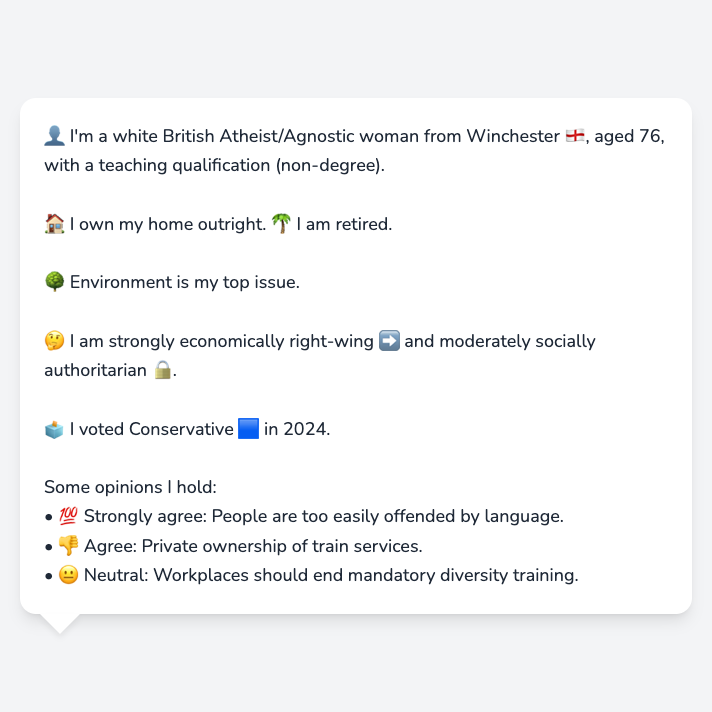 👤 I'm a white British Atheist/Agnostic woman from Winchester 🏴󠁧󠁢󠁥󠁮󠁧󠁿, aged 76,
with a teaching qualification (non-degree).
🏠 I own my home outright. 🌴 I am retired.
🌳 Environment is my top issue.
🤔 I am strongly economically right-wing ➡️ and moderately socially
authoritarian 🔒.
🗳️ I voted Conservative 🟦 in 2024.
Some opinions I hold:
• 💯 Strongly agree: People are too easily offended by language.
• 👎 Agree: Private ownership of train services.
• 😐 Neutral: Workplaces should end mandatory diversity training.